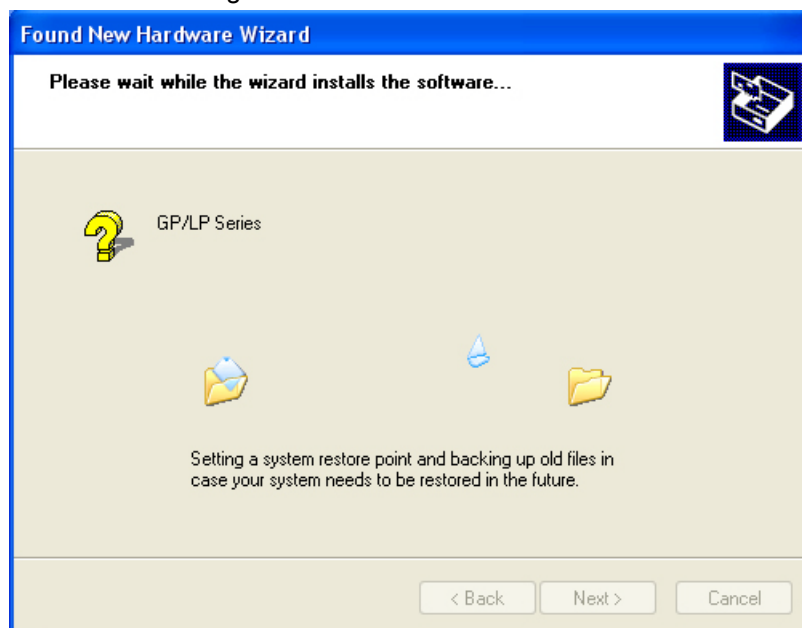 Found New Hardware Wizard
Please wait while the wizard installs the software...
GP/LP Series
Setting a system restore point and backing up old files in
case your system needs to be restored in the future.
< Back Next > Cancel